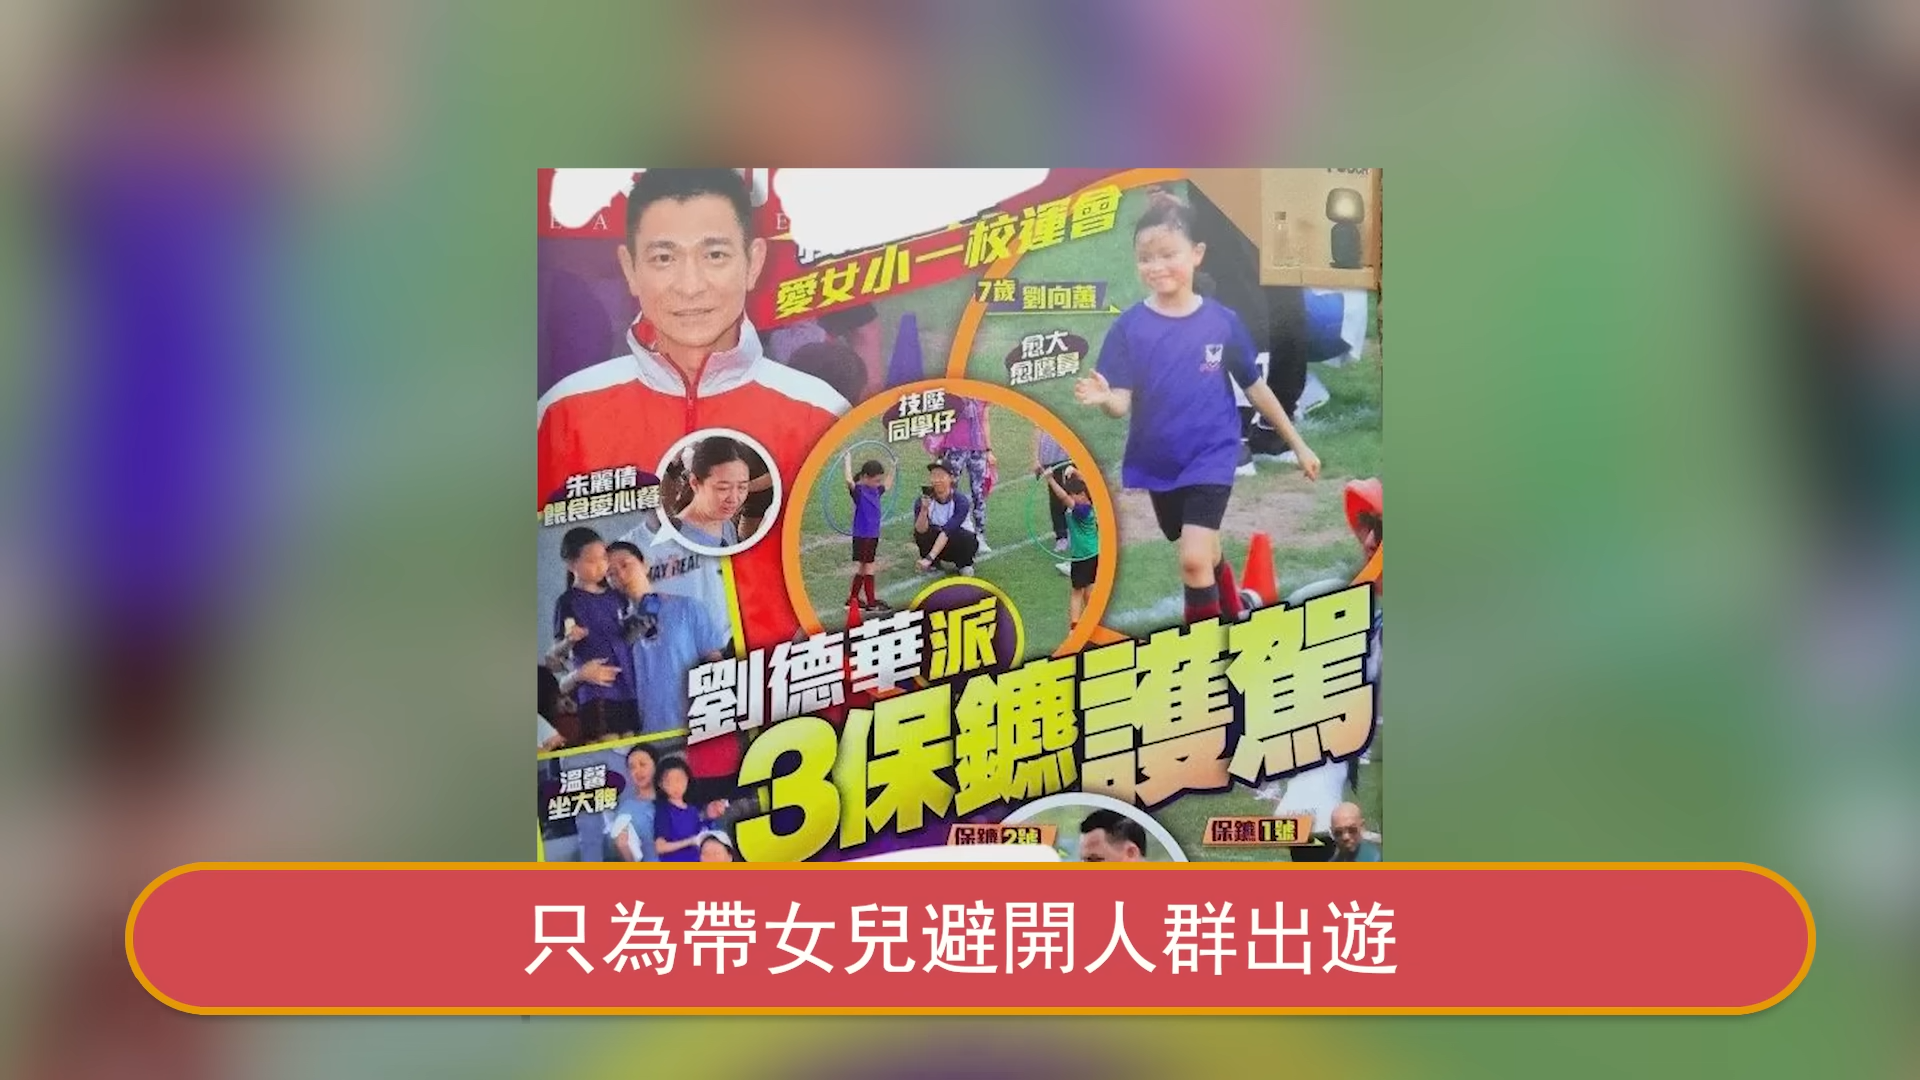 愛女小一校運會
7歲 劉向蕙
愈大
愈鷹鼻
技壓
同學仔
朱麗倩
餵食愛心餐
劉德華派
3保鑣護駕
溫馨
坐大髀
保鑣2號
保鑣1號
只為帶女兒避開人群出遊